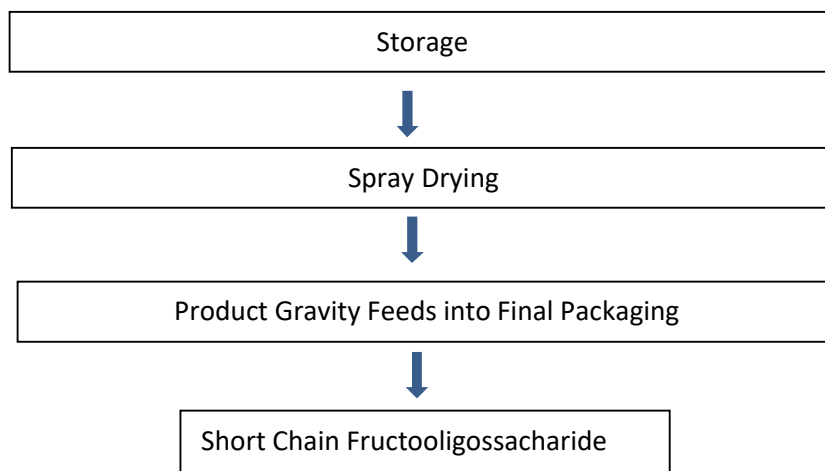 Storage
Spray Drying
Product Gravity Feeds into Final Packaging
Short Chain Fructooligossacharide